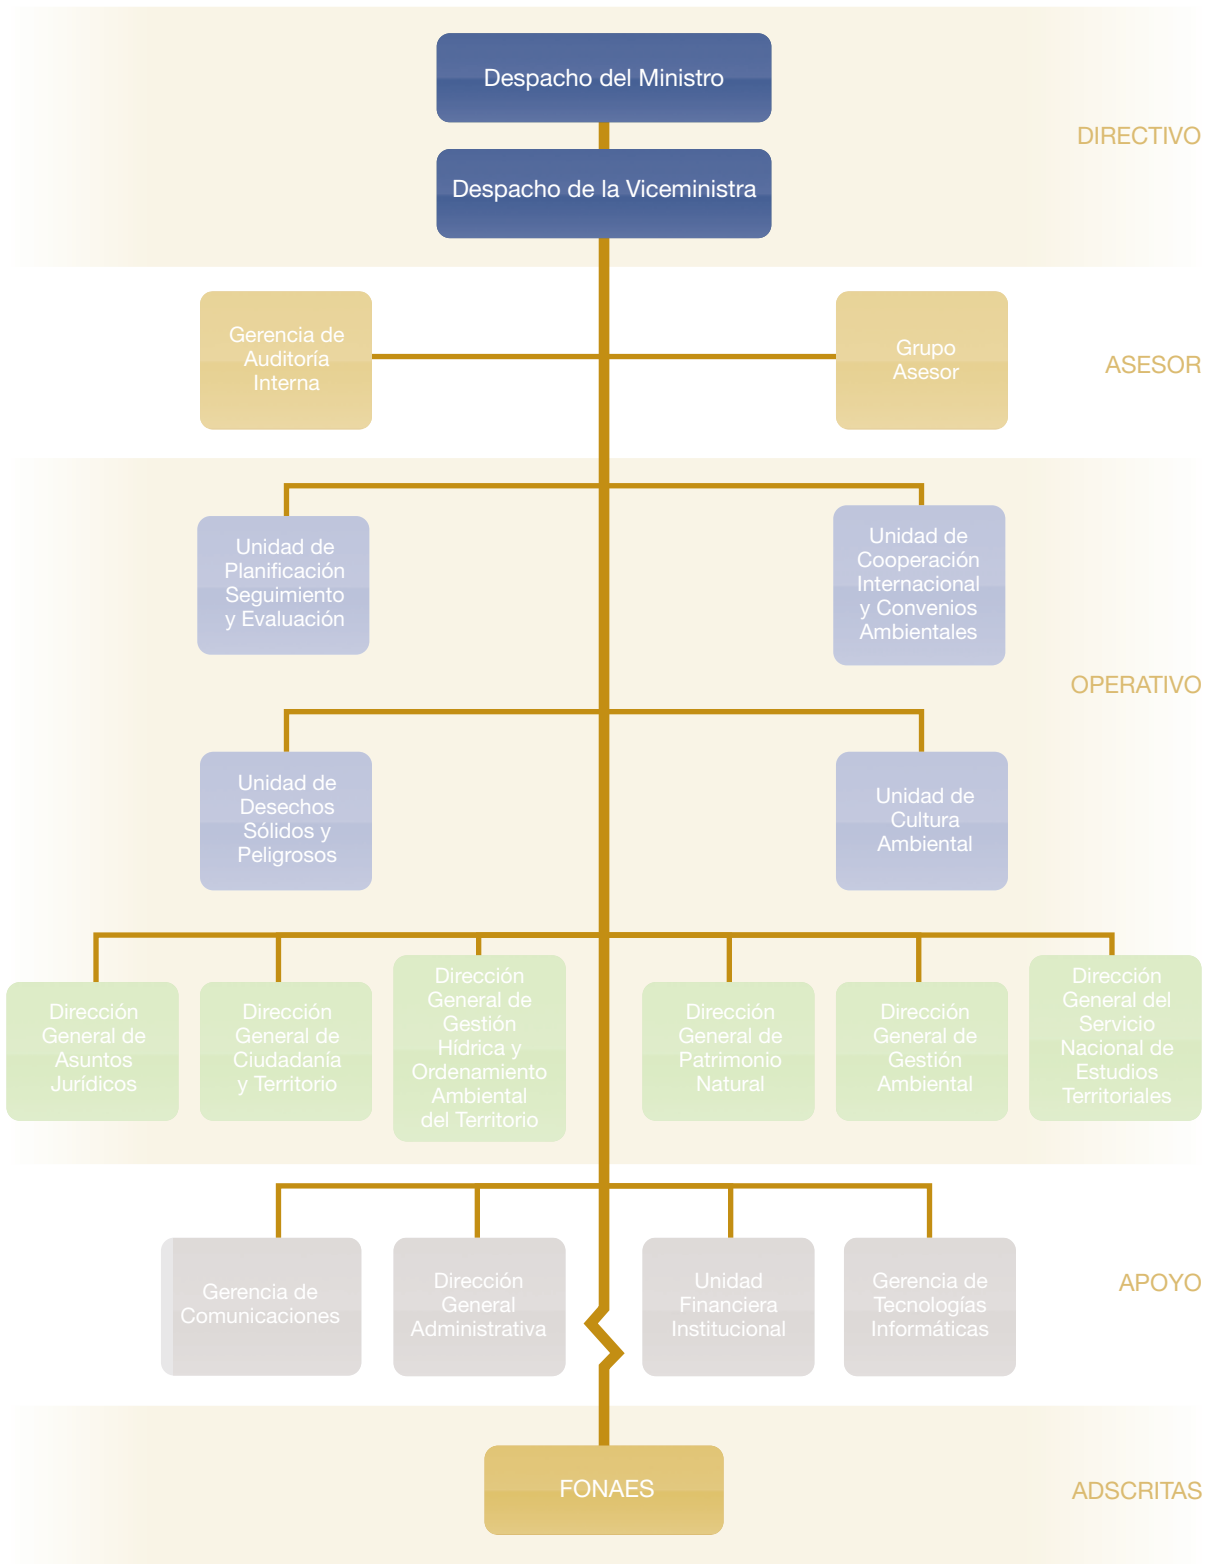 Despacho del Ministro
DIRECTIVO
Despacho de la Viceministra
Gerencia de
Auditoría
Interna
Grupo
Asesor
ASESOR
Unidad de
Planificación
Seguimiento
y Evaluación
Unidad de
Cooperación
Internacional
y Convenios
Ambientales
OPERATIVO
Unidad de
Desechos
Sólidos y
Peligrosos
Unidad de
Cultura
Ambiental
Dirección
General de
Asuntos
Jurídicos
Dirección
General de
Ciudadanía
y Territorio
Dirección
General de
Gestión
Hídrica y
Ordenamiento
Ambiental
del Territorio
Dirección
General de
Patrimonio
Natural
Dirección
General de
Gestión
Ambiental
Dirección
General del
Servicio
Nacional de
Estudios
Territoriales
Gerencia de
Comunicaciones
Dirección
General
Administrativa
Unidad
Financiera
Institucional
Gerencia de
Tecnologías
Informáticas
APOYO
FONAES
ADSCRITAS